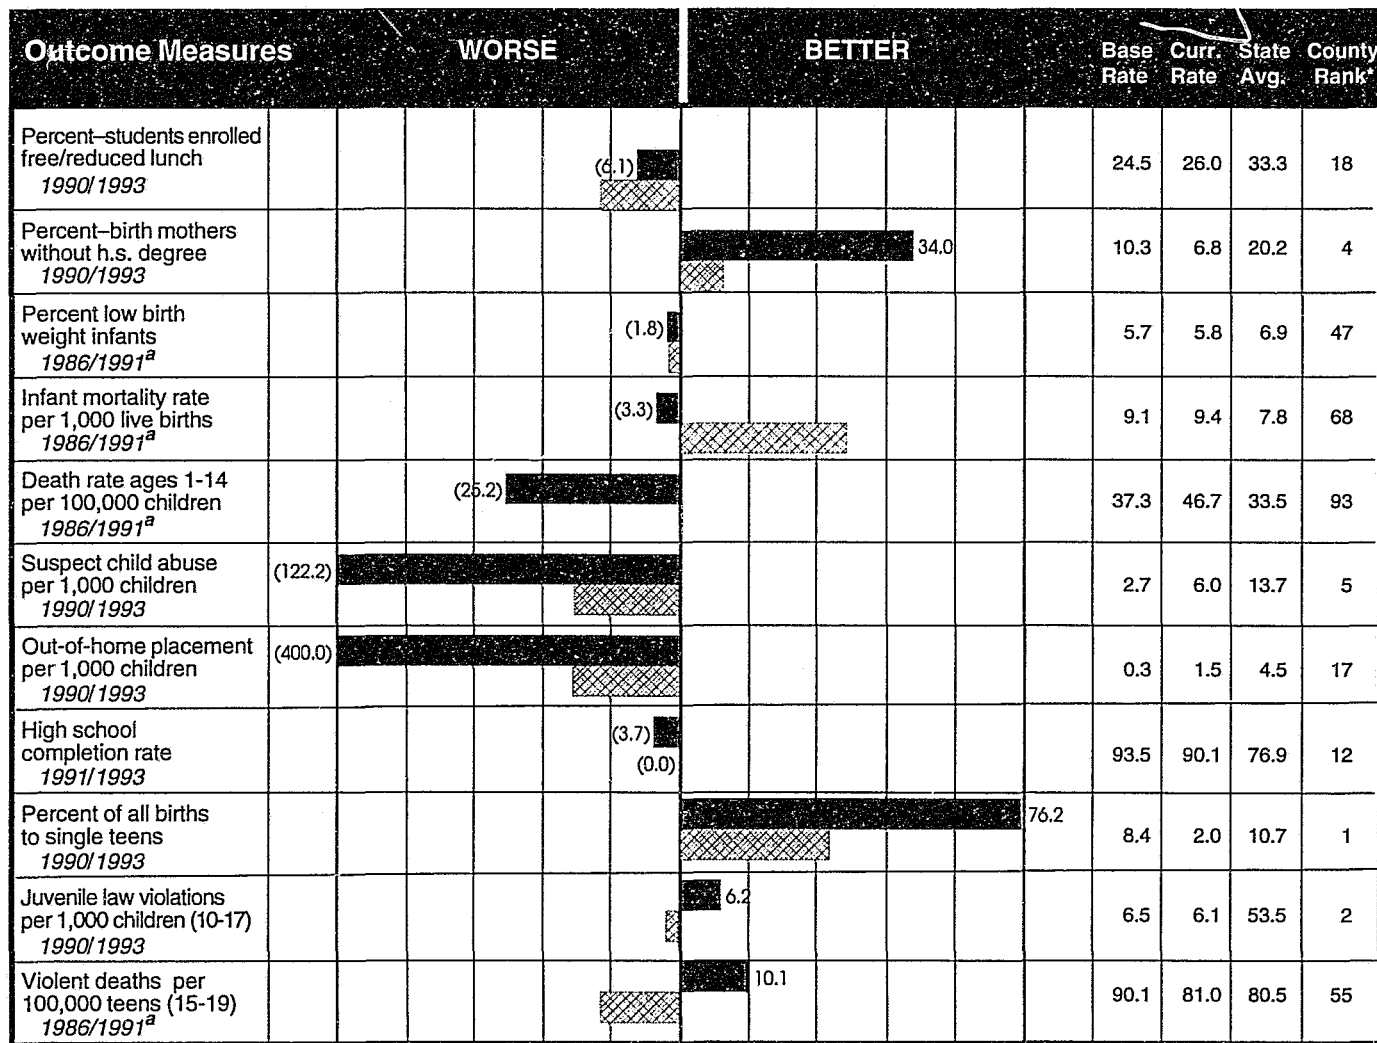 Outcome Measures WORSE BETTER Base Rate Curr. Rate State Avg. County Rank*
Percent–students enrolled
free/reduced lunch (6.1) 24.5 26.0 33.3 18
1990/1993
Percent–birth mothers
without h.s. degree 34.0 10.3 6.8 20.2 4
1990/1993
Percent low birth
weight infants (1.8) 5.7 5.8 6.9 47
1986/1991a
Infant mortality rate
per 1,000 live births (3.3) 9.1 9.4 7.8 68
1986/1991a
Death rate ages 1-14
per 100,000 children (25.2) 37.3 46.7 33.5 93
1986/1991a
Suspect child abuse
per 1,000 children (122.2) 2.7 6.0 13.7 5
1990/1993
Out-of-home placement
per 1,000 children (400.0) 0.3 1.5 4.5 17
1990/1993
High school (3.7)
completion rate (0.0) 93.5 90.1 76.9 12
1991/1993
Percent of all births 76.2
to single teens 8.4 2.0 10.7 1
1990/1993
Juvenile law violations 6.2
per 1,000 children (10-17) 6.5 6.1 53.5 2
1990/1993
Violent deaths per 10.1
100,000 teens (15-19) 90.1 81.0 80.5 55
1986/1991a